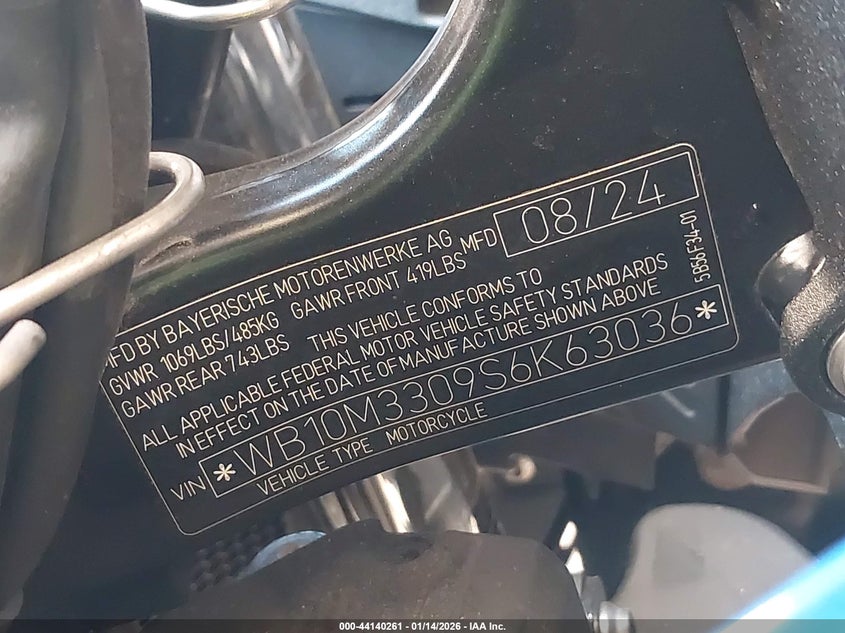 MFD BY BAYERISCHE MOTORENWERKE AG MFD 08/24
GVWR 1069LBS/485KG GAWR FRONT 419LBS
GAWR REAR 743LBS THIS VEHICLE CONFORMS TO
ALL APPLICABLE FEDERAL MOTOR VEHICLE SAFETY STANDARDS
IN EFFECT ON THE DATE OF MANUFACTURE SHOWN ABOVE
VIN *WB10M3309S6K63036*
VEHICLE TYPE MOTORCYCLE
5B56F34-01
000-44140261 - 01/14/2026 - IAA Inc.